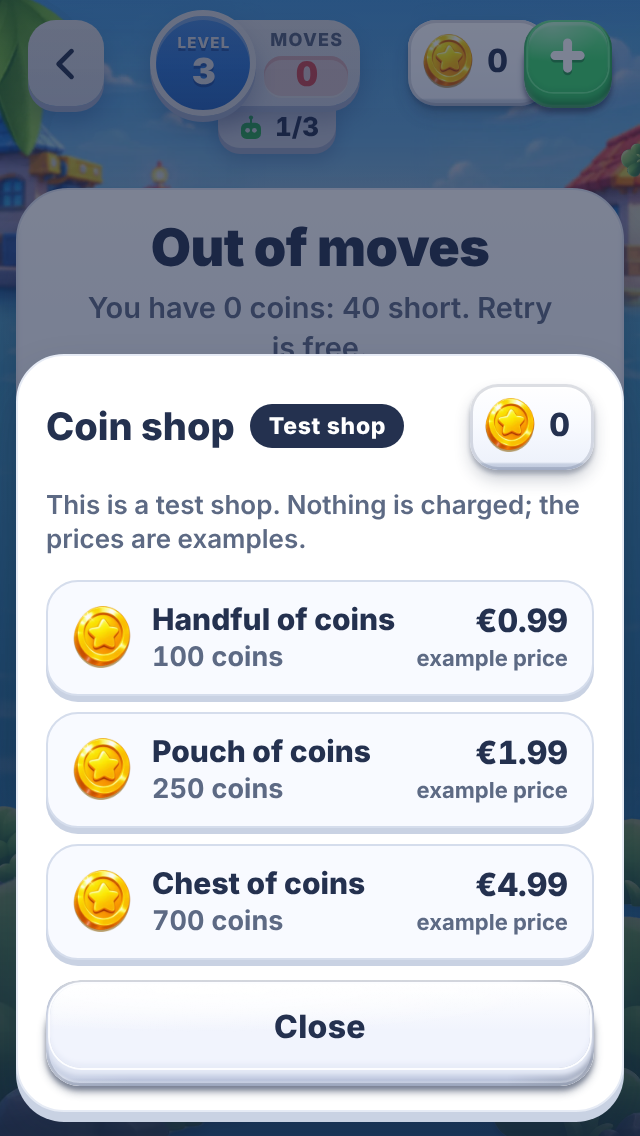 LEVEL
3
MOVES
0
1/3
0
Out of moves
You have 0 coins: 40 short. Retry
is free
Coin shop
Test shop
0
This is a test shop. Nothing is charged; the
prices are examples.
Handful of coins
100 coins
€0.99
example price
Pouch of coins
250 coins
€1.99
example price
Chest of coins
700 coins
€4.99
example price
Close